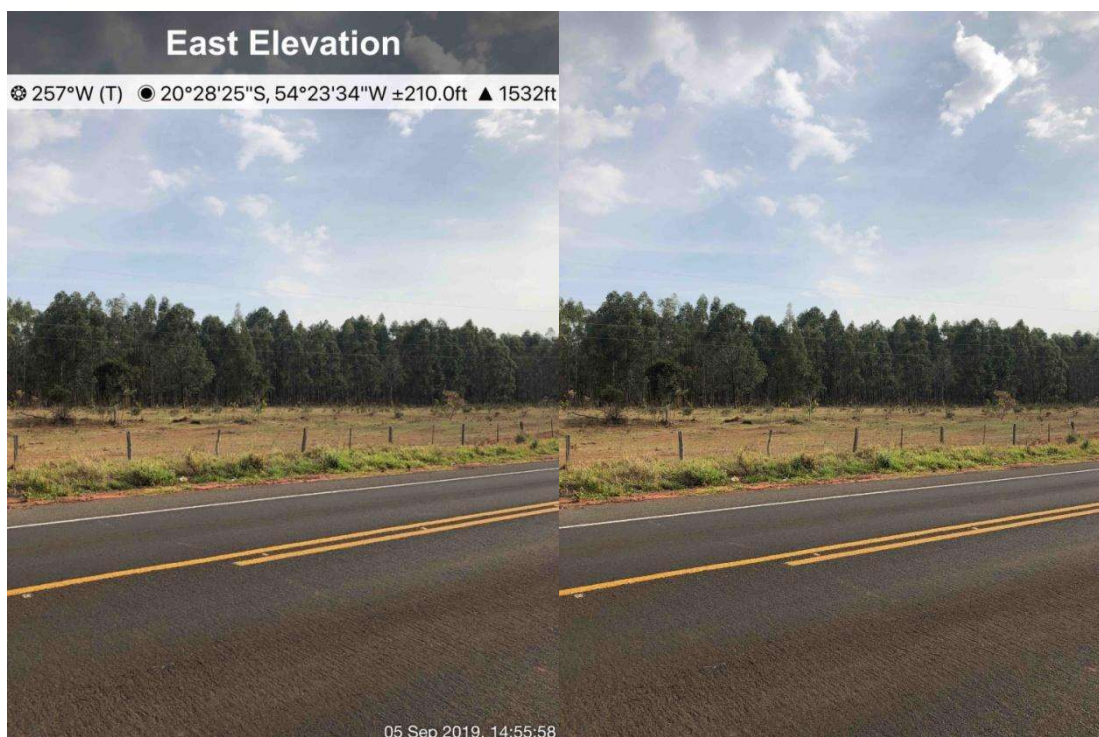 East Elevation
257°W (T) 20°28'25"S, 54°23'34"W ±210.0ft ▲ 1532ft
05 Sep 2019, 14:55:58